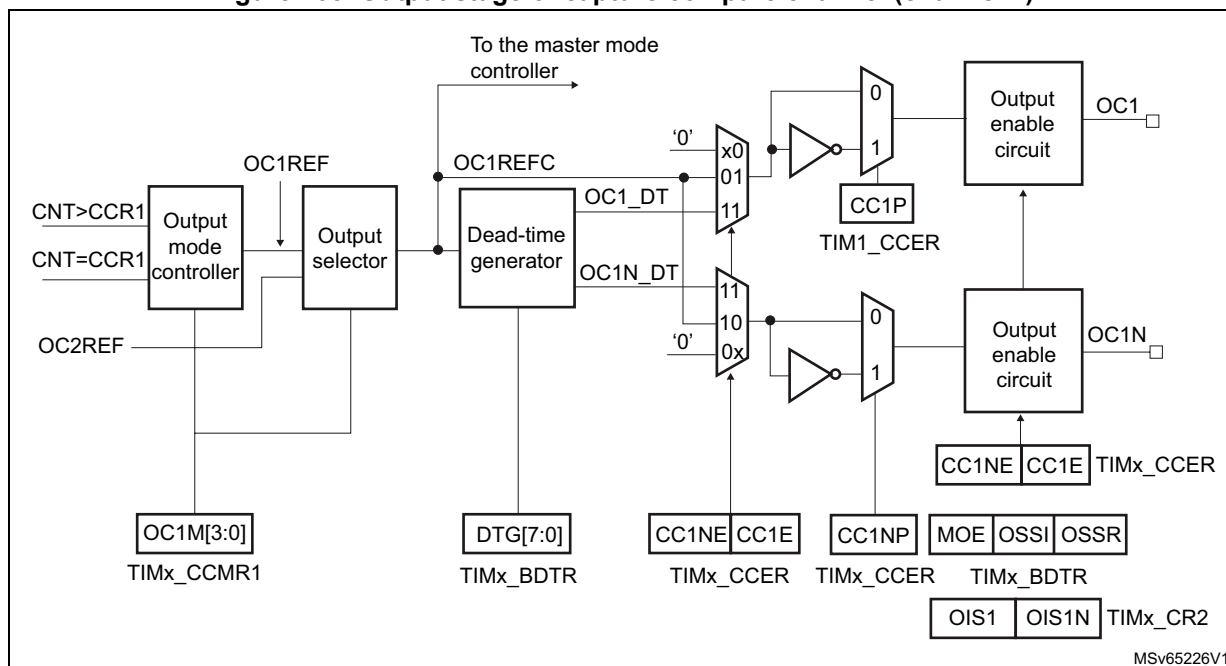 To the master mode
controller
OC1REF
OC1REFC
CNT>CCR1
CNT=CCR1
OC2REF
Output
mode
controller
Output
selector
Dead-time
generator
OC1_DT
OC1N_DT
‘0’
x0
01
11
11
10
‘0’
0x
0
1
CC1P
TIM1_CCER
0
1
Output
enable
circuit
OC1
Output
enable
circuit
OC1N
CC1NE CC1E TIMx_CCER
OC1M[3:0]
TIMx_CCMR1
DTG[7:0]
TIMx_BDTR
CC1NE CC1E
TIMx_CCER
CC1NP
TIMx_CCER
MOE OSSI OSSR
TIMx_BDTR
OIS1 OIS1N TIMx_CR2
MSv65226V1